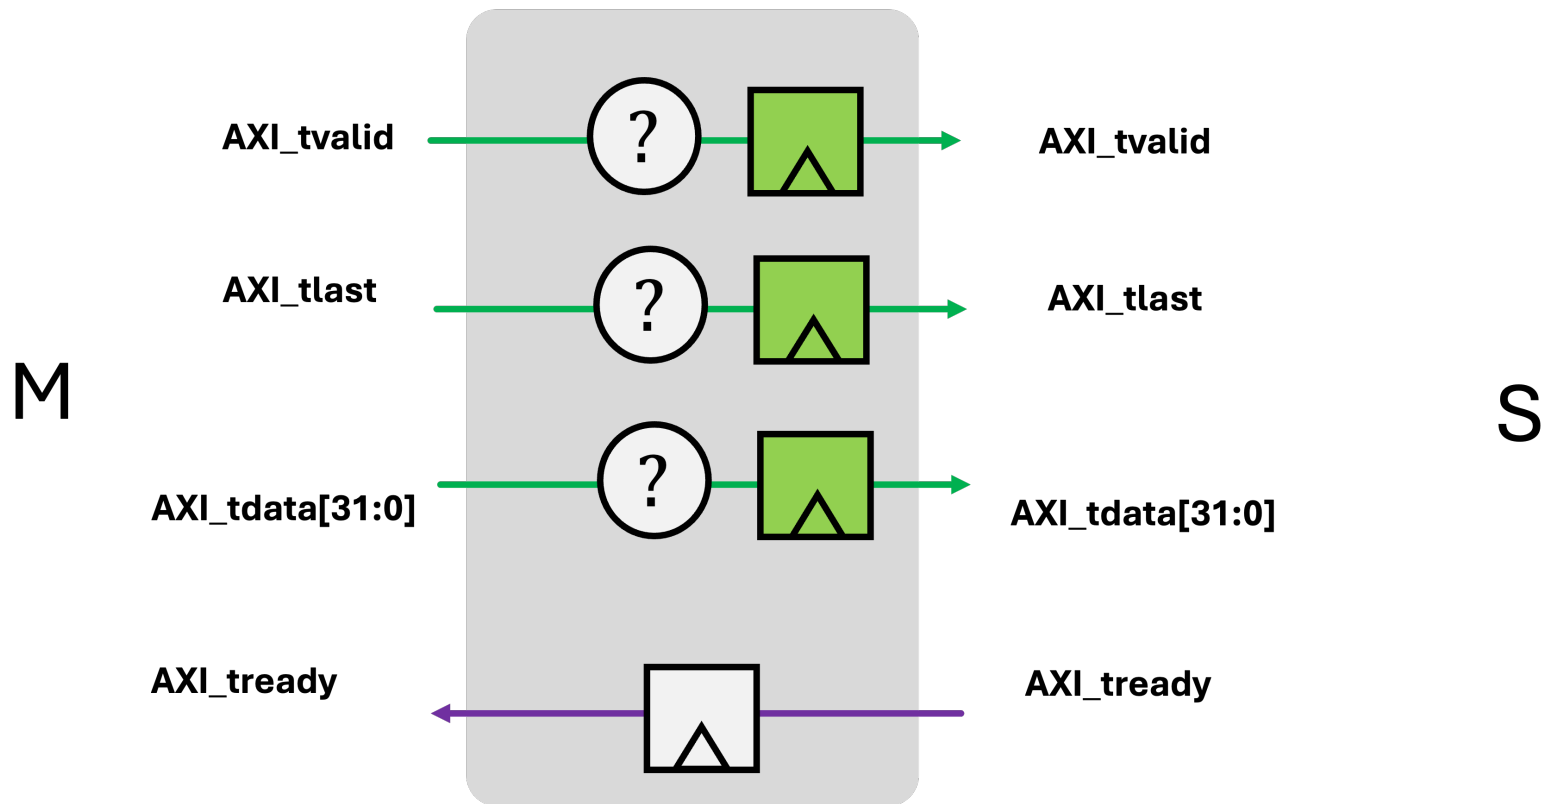 AXI_tvalid
?
AXI_tvalid
AXI_tlast
?
AXI_tlast
M
S
AXI_tdata[31:0]
?
AXI_tdata[31:0]
AXI_tready
AXI_tready